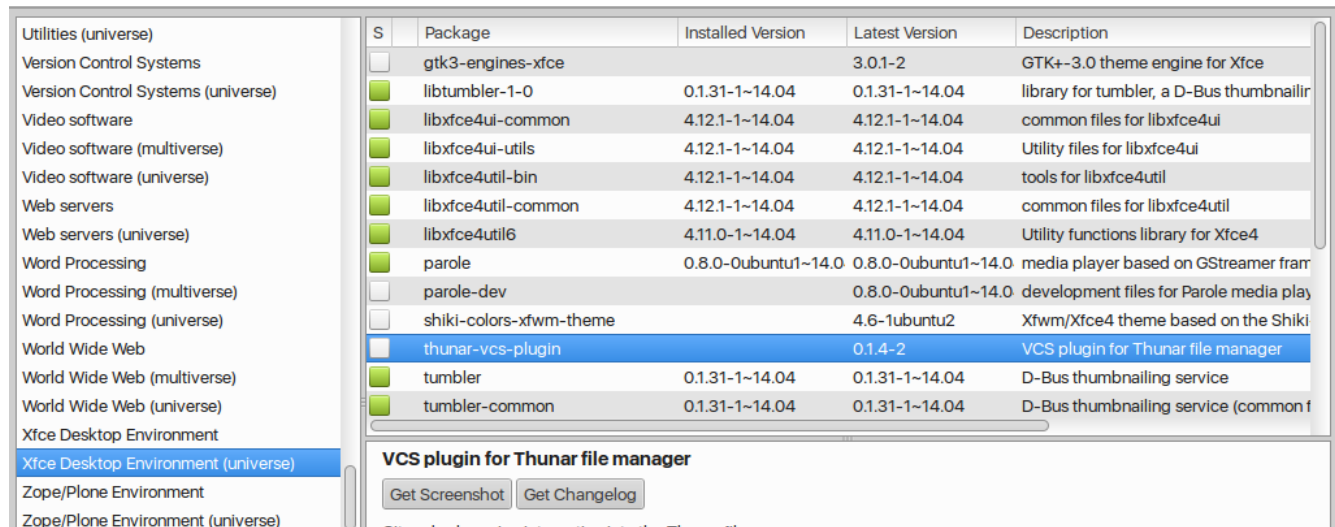 Utilities (universe)
Version Control Systems
Version Control Systems (universe)
Video software
Video software (multiverse)
Video software (universe)
Web servers
Web servers (universe)
Word Processing
Word Processing (multiverse)
Word Processing (universe)
World Wide Web
World Wide Web (multiverse)
World Wide Web (universe)
Xfce Desktop Environment
Xfce Desktop Environment (universe)
Zope/Plone Environment
Zope/Plone Environment (universe)
S Package Installed Version Latest Version Description
gtk3-engines-xfce 3.0.1-2 GTK+-3.0 theme engine for Xfce
libtumbler-1-0 0.1.31-1~14.04 0.1.31-1~14.04 library for tumbler, a D-Bus thumbnailin
libxfce4ui-common 4.12.1-1~14.04 4.12.1-1~14.04 common files for libxfce4ui
libxfce4ui-utils 4.12.1-1~14.04 4.12.1-1~14.04 Utility files for libxfce4ui
libxfce4util-bin 4.12.1-1~14.04 4.12.1-1~14.04 tools for libxfce4util
libxfce4util-common 4.12.1-1~14.04 4.12.1-1~14.04 common files for libxfce4util
libxfce4util6 4.11.0-1~14.04 4.11.0-1~14.04 Utility functions library for Xfce4
parole 0.8.0-0ubuntu1~14.0 0.8.0-0ubuntu1~14.0 media player based on GStreamer fram
parole-dev 0.8.0-0ubuntu1~14.0 development files for Parole media play
shiki-colors-xfwm-theme 4.6-1ubuntu2 Xfwm/Xfce4 theme based on the Shiki-
thunar-vcs-plugin 0.1.4-2 VCS plugin for Thunar file manager
tumbler 0.1.31-1~14.04 0.1.31-1~14.04 D-Bus thumbnailing service
tumbler-common 0.1.31-1~14.04 0.1.31-1~14.04 D-Bus thumbnailing service (common f
VCS plugin for Thunar file manager
Get Screenshot Get Changelog